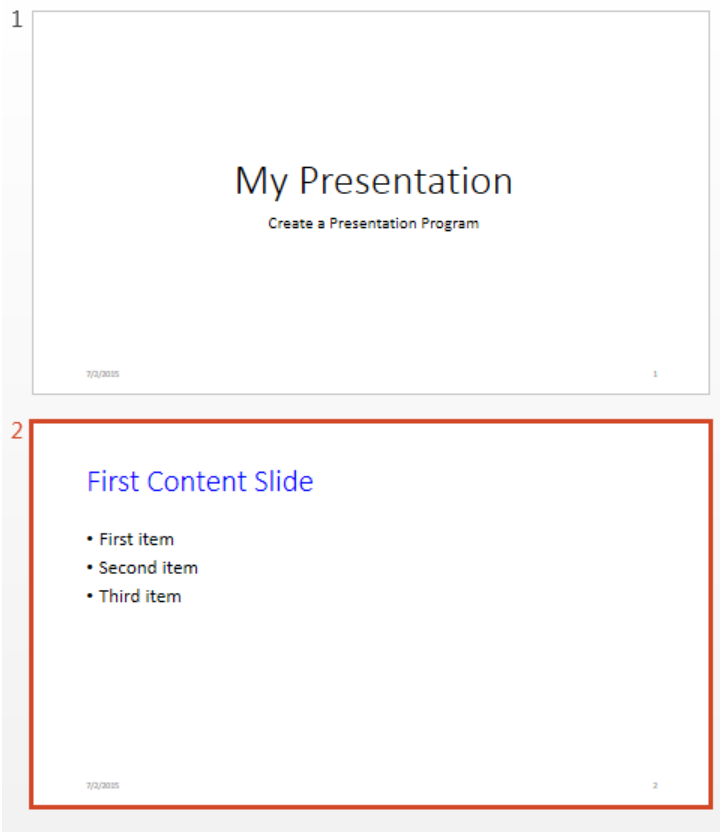 1
My Presentation
Create a Presentation Program
7/2/2015
1
2
First Content Slide
• First item
• Second item
• Third item
7/2/2015
2